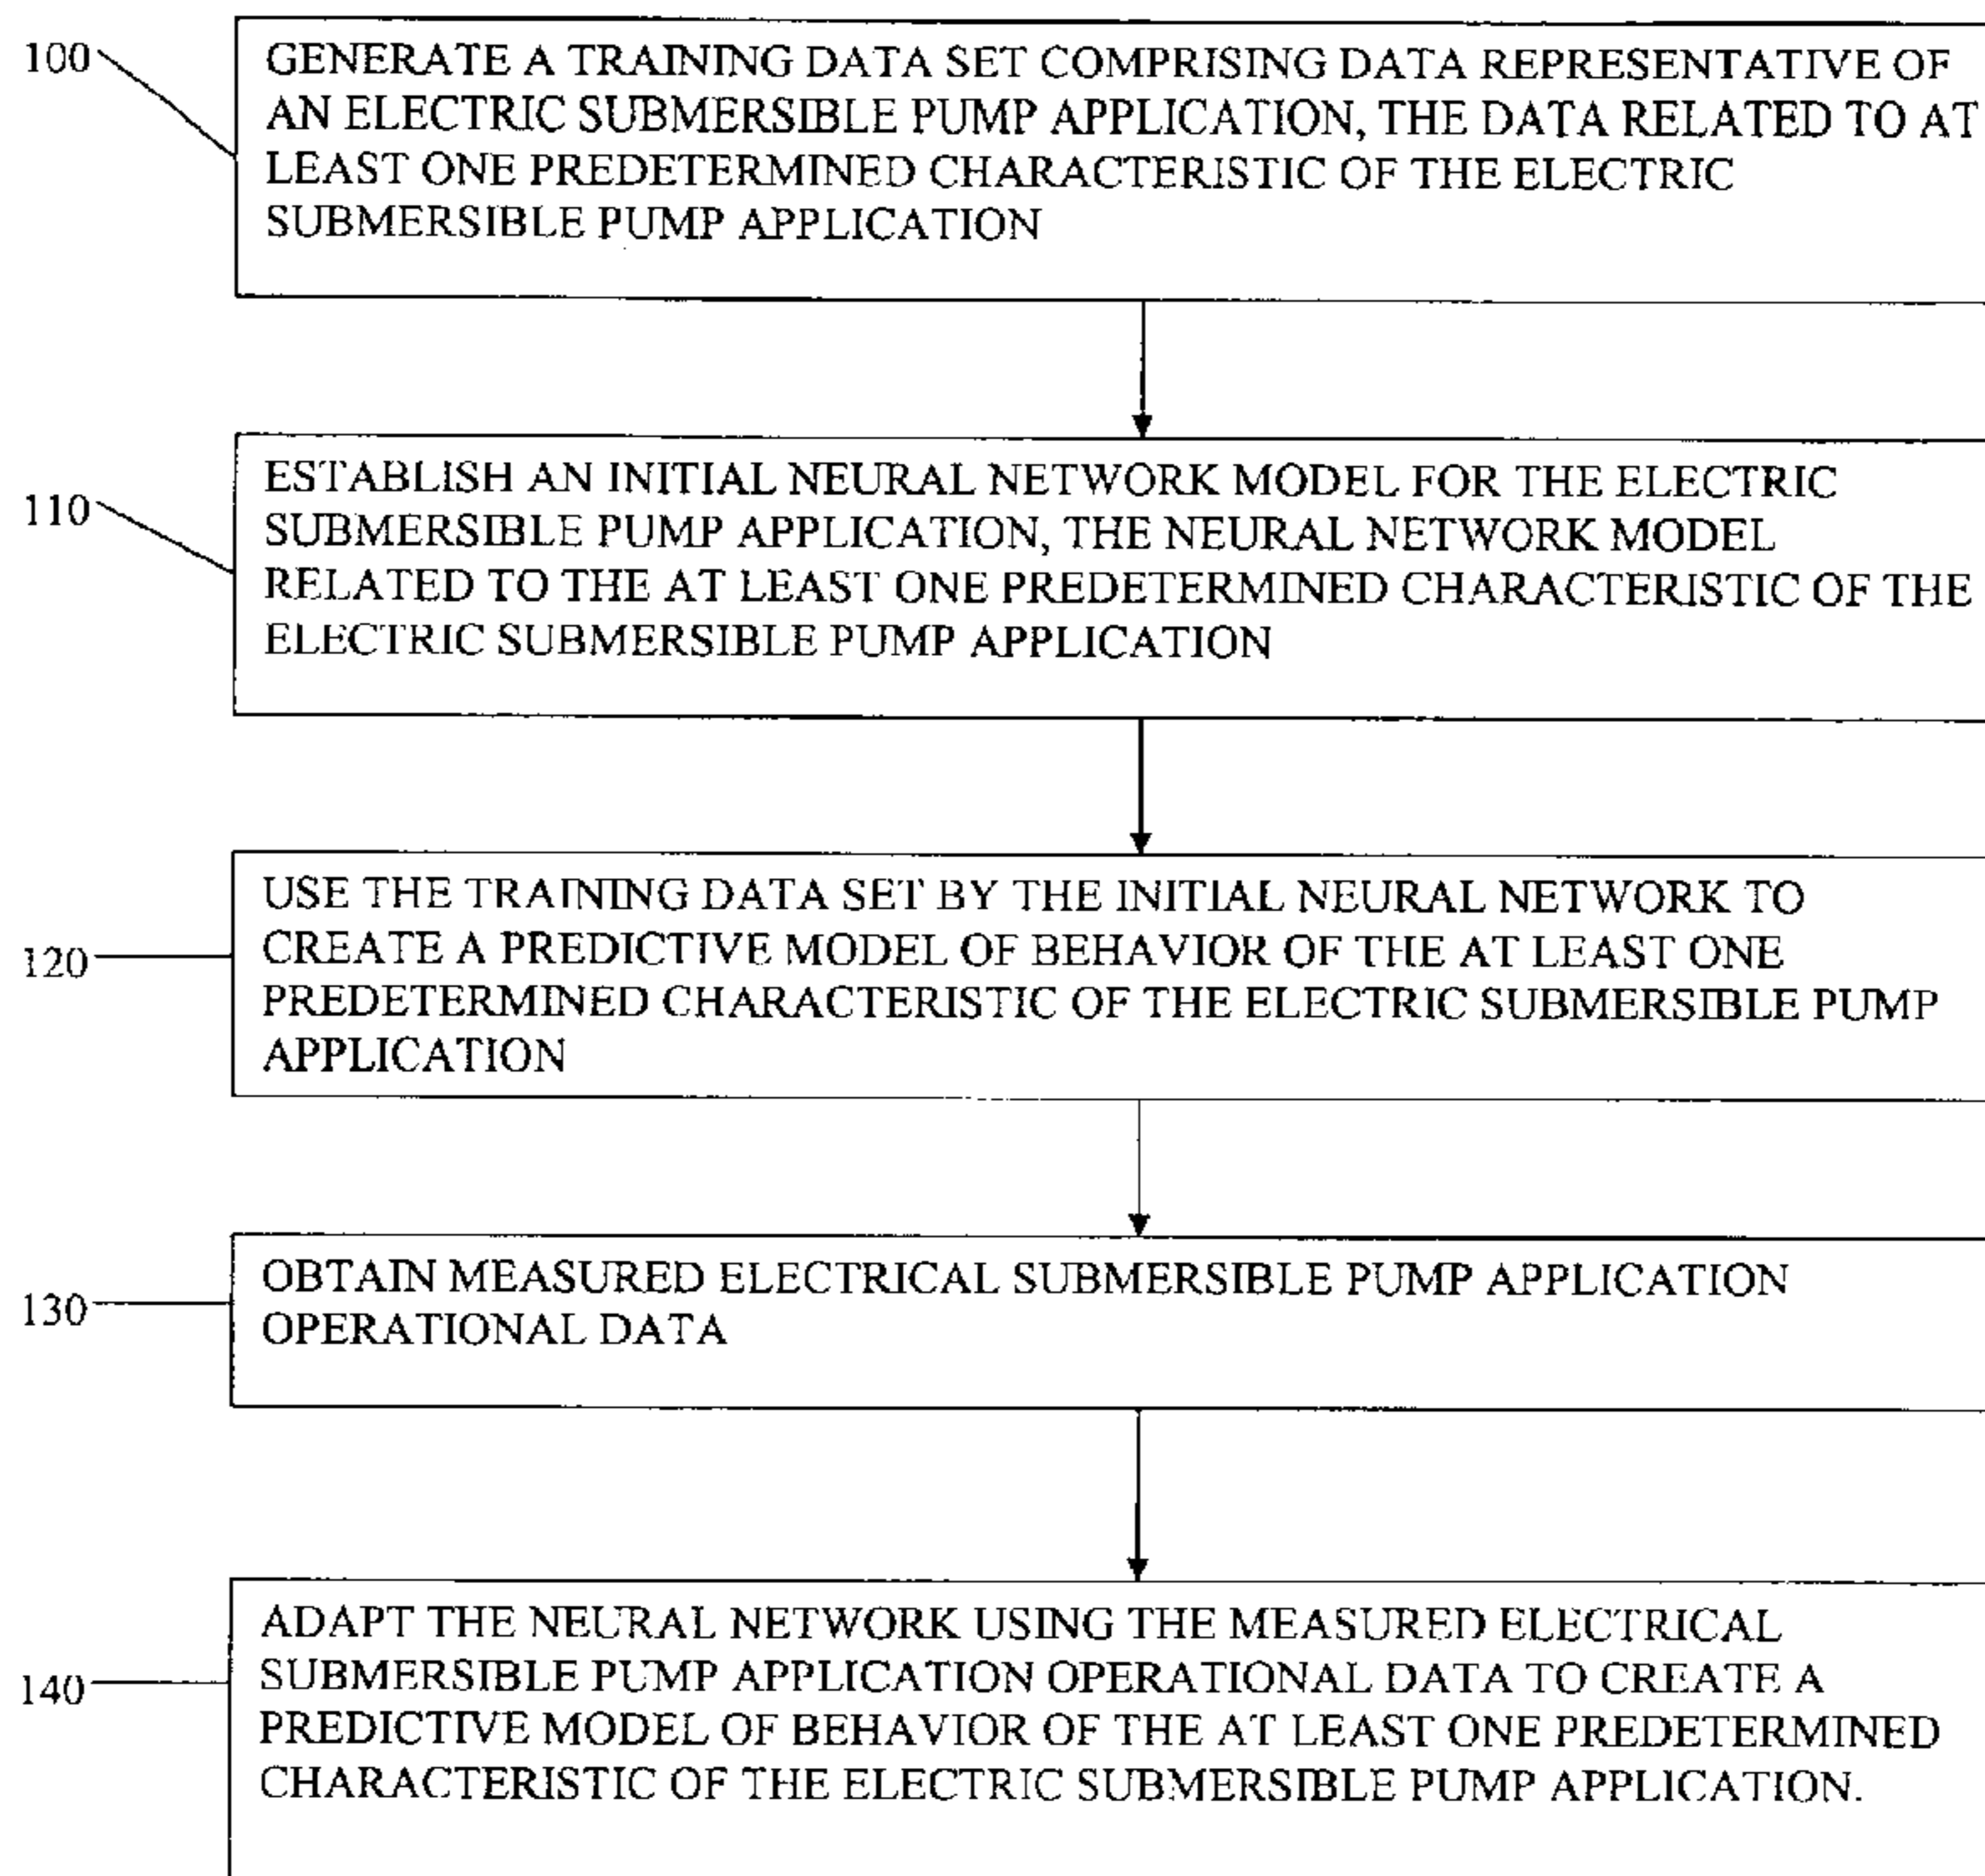 100
GENERATE A TRAINING DATA SET COMPRISING DATA REPRESENTATIVE OF
AN ELECTRIC SUBMERSIBLE PUMP APPLICATION, THE DATA RELATED TO AT
LEAST ONE PREDETERMINED CHARACTERISTIC OF THE ELECTRIC
SUBMERSIBLE PUMP APPLICATION
110
ESTABLISH AN INITIAL NEURAL NETWORK MODEL FOR THE ELECTRIC
SUBMERSIBLE PUMP APPLICATION, THE NEURAL NETWORK MODEL
RELATED TO THE AT LEAST ONE PREDETERMINED CHARACTERISTIC OF THE
ELECTRIC SUBMERSIBLE PUMP APPLICATION
120
USE THE TRAINING DATA SET BY THE INITIAL NEURAL NETWORK TO
CREATE A PREDICTIVE MODEL OF BEHAVIOR OF THE AT LEAST ONE
PREDETERMINED CHARACTERISTIC OF THE ELECTRIC SUBMERSIBLE PUMP
APPLICATION
130
OBTAIN MEASURED ELECTRICAL SUBMERSIBLE PUMP APPLICATION
OPERATIONAL DATA
140
ADAPT THE NEURAL NETWORK USING THE MEASURED ELECTRICAL
SUBMERSIBLE PUMP APPLICATION OPERATIONAL DATA TO CREATE A
PREDICTIVE MODEL OF BEHAVIOR OF THE AT LEAST ONE PREDETERMINED
CHARACTERISTIC OF THE ELECTRIC SUBMERSIBLE PUMP APPLICATION.